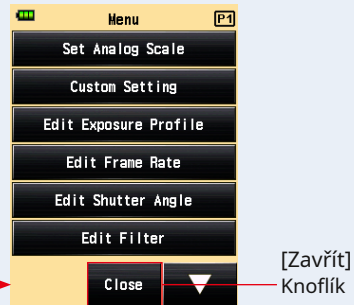 Menu P1
Set Analog Scale
Custom Setting
Edit Exposure Profile
Edit Frame Rate
Edit Shutter Angle
Edit Filter
Close
[Zavřít]
Knoflík